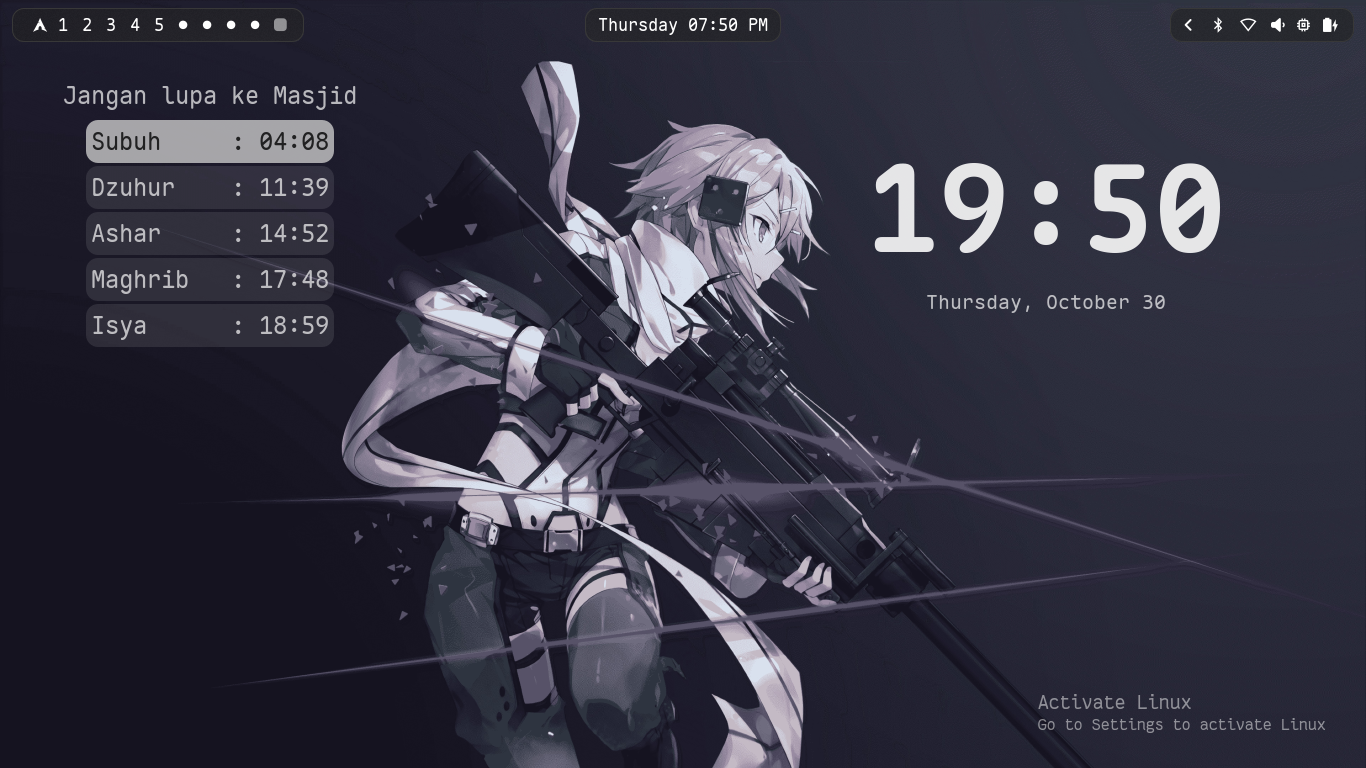 1 2 3 4 5
Thursday 07:50 PM
Jangan lupa ke Masjid
Subuh : 04:08
Dzuhur : 11:39
Ashar : 14:52
Maghrib : 17:48
Isya : 18:59
19:50
Thursday, October 30
Activate Linux
Go to Settings to activate Linux